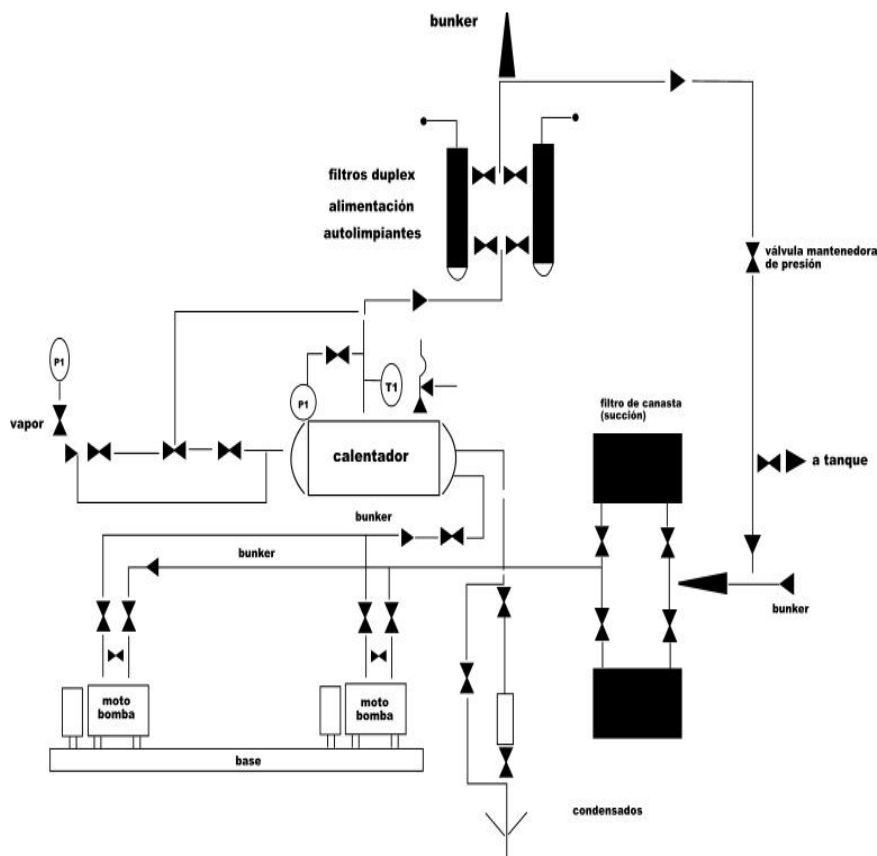 bunker
filtros duplex
alimentación
autolimpiantes
válvula mantenedora
de presión
P1
vapor
P1
T1
filtro de canasta
(succión)
calentador
a tanque
bunker
bunker
bunker
moto
bomba
moto
bomba
base
condensados